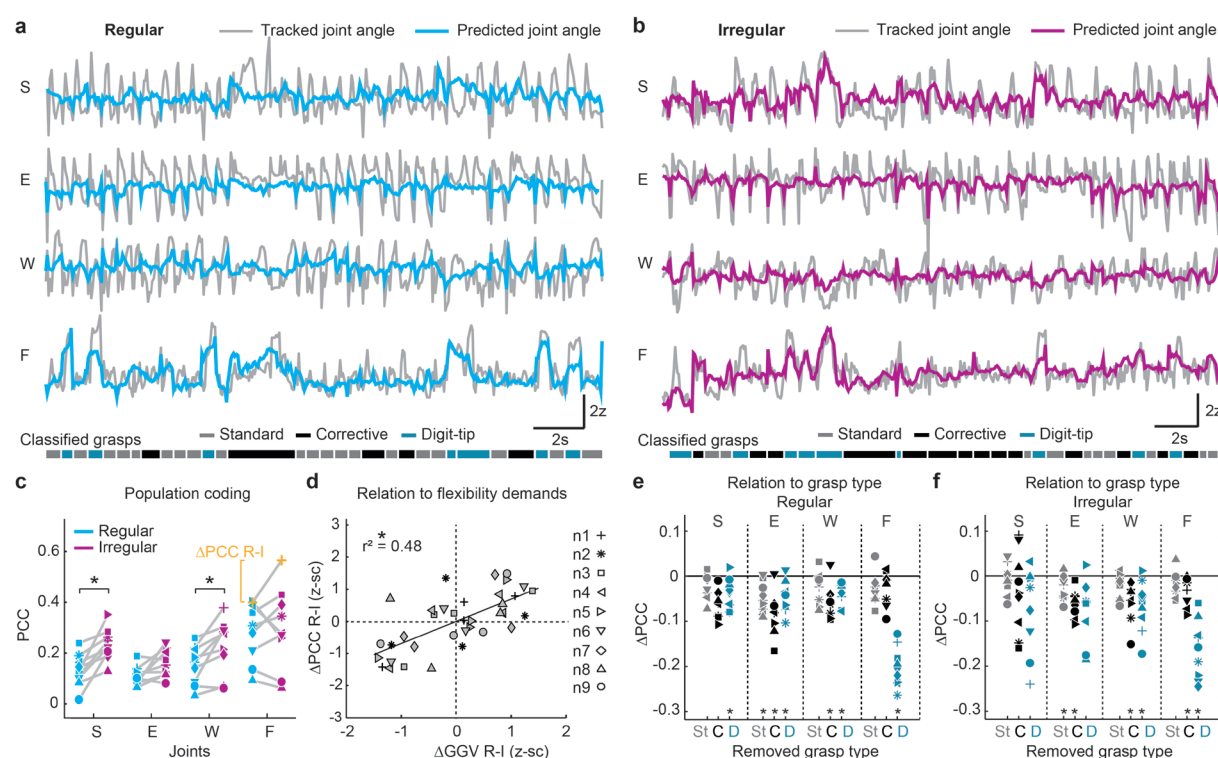 a Regular Tracked joint angle Predicted joint angle
S
E
W
F
2z
2s
Classified grasps Standard Corrective Digit-tip
b Irregular Tracked joint angle Predicted joint angle
S
E
W
F
2z
2s
Classified grasps Standard Corrective Digit-tip
c Population coding
Regular
Irregular
ΔPCC R-I
*
*
PCC
0.6
0.4
0.2
0
S E W F
Joints
d Relation to flexibility demands
*
r² = 0.48
ΔPCC R-I (z-sc)
3
2
1
0
-1
-2
-3
-2 -1 0 1 2
ΔGGV R-I (z-sc)
n1
n2
n3
n4
n5
n6
n7
n8
n9
e Relation to grasp type
Regular
S E W F
ΔPCC
0.1
0
-0.1
-0.2
-0.3
* * * * * * *
St C D St C D St C D St C D
Removed grasp type
f Relation to grasp type
Irregular
S E W F
ΔPCC
0.1
0
-0.1
-0.2
-0.3
* * * * * *
St C D St C D St C D St C D
Removed grasp type